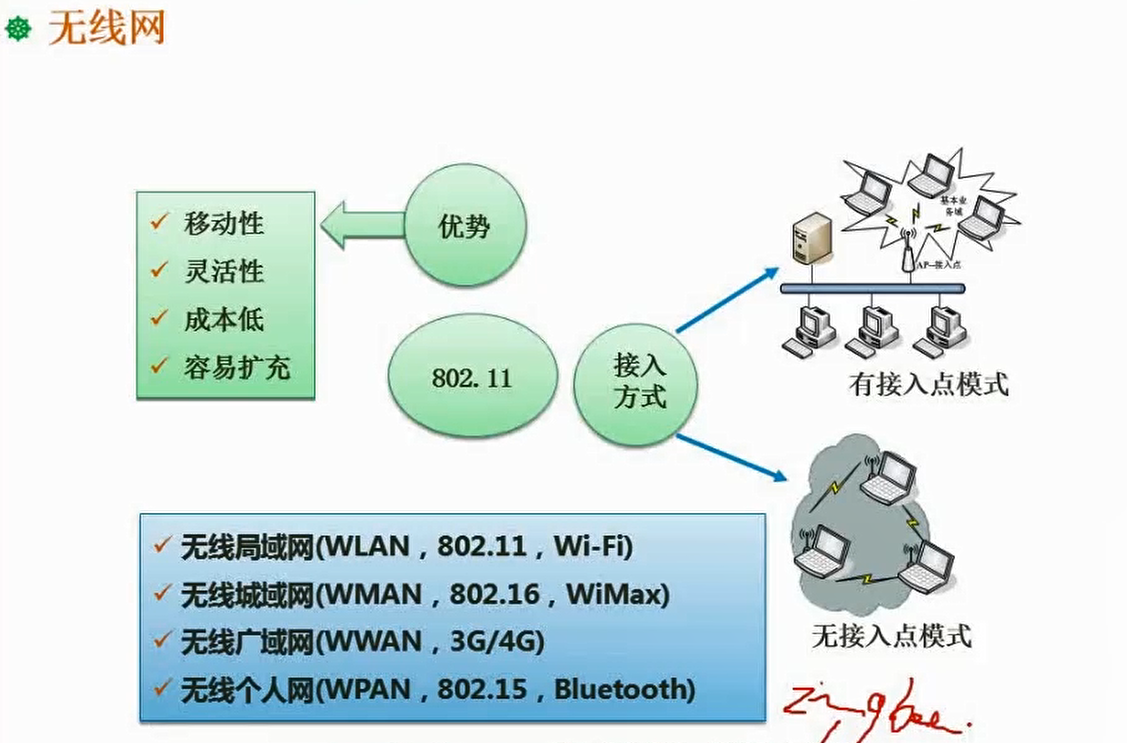 无线网
移动性
灵活性
成本低
容易扩充
优势
802.11
接入
方式
基本业
务域
AP—接入点
有接入点模式
无接入点模式
无线局域网(WLAN，802.11，Wi-Fi)
无线城域网(WMAN，802.16，WiMax)
无线广域网(WWAN，3G/4G)
无线个人网(WPAN，802.15，Bluetooth)